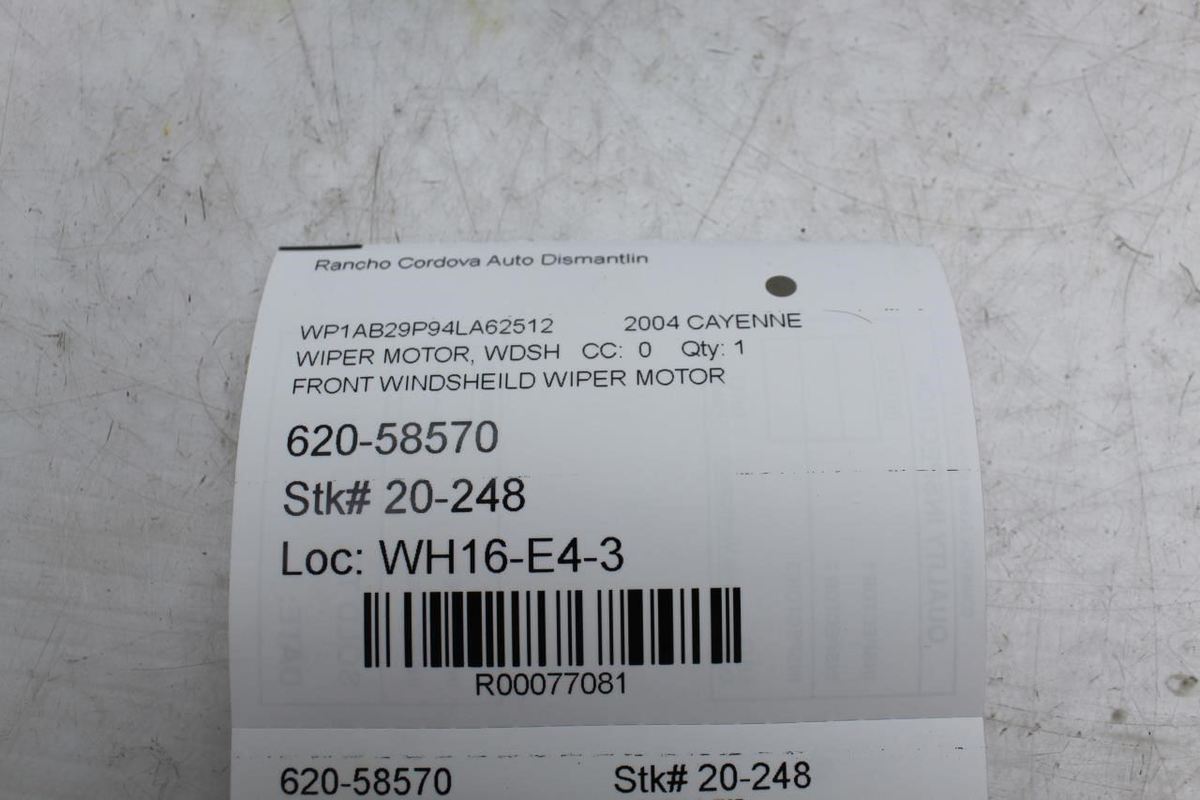 Rancho Cordova Auto Dismantlin
WP1AB29P94LA62512 2004 CAYENNE
WIPER MOTOR, WDSH CC: 0 Qty: 1
FRONT WINDSHEILD WIPER MOTOR
620-58570
Stk# 20-248
Loc: WH16-E4-3
R00077081
620-58570 Stk# 20-248